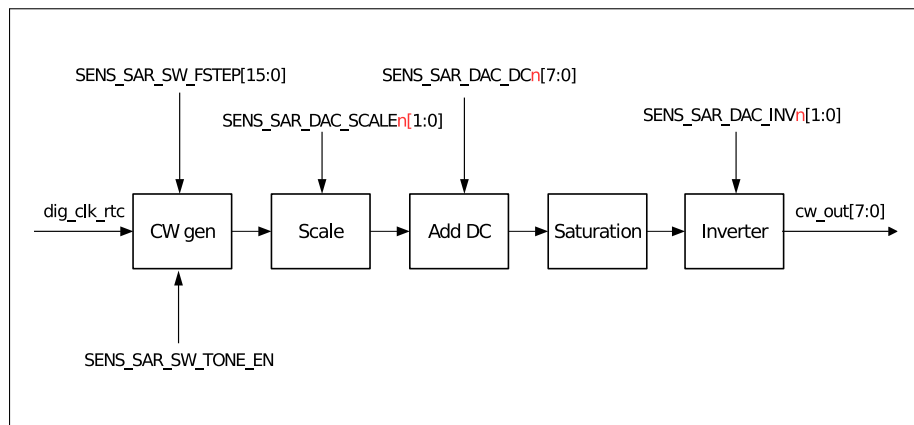 SENS_SAR_SW_FSTEP[15:0]
SENS_SAR_DAC_DCn[7:0]
SENS_SAR_DAC_SCALEn[1:0]
SENS_SAR_DAC_INVn[1:0]
dig_clk_rtc
CW gen
Scale
Add DC
Saturation
Inverter
cw_out[7:0]
SENS_SAR_SW_TONE_EN